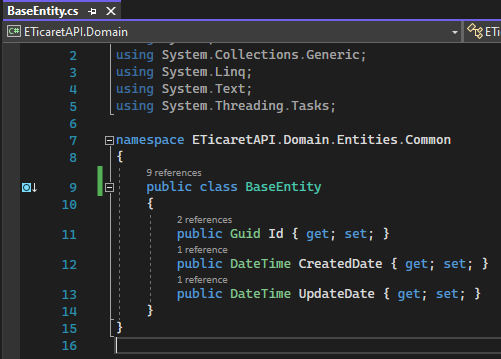 BaseEntity.cs
C# ETicaretAPI.Domain
2 using System.Collections.Generic;
3 using System.Linq;
4 using System.Text;
5 using System.Threading.Tasks;
6
7 namespace ETicaretAPI.Domain.Entities.Common
8 {
9 references
9 public class BaseEntity
10 {
2 references
11 public Guid Id { get; set; }
1 reference
12 public DateTime CreatedDate { get; set; }
1 reference
13 public DateTime UpdateDate { get; set; }
14 }
15 }
16